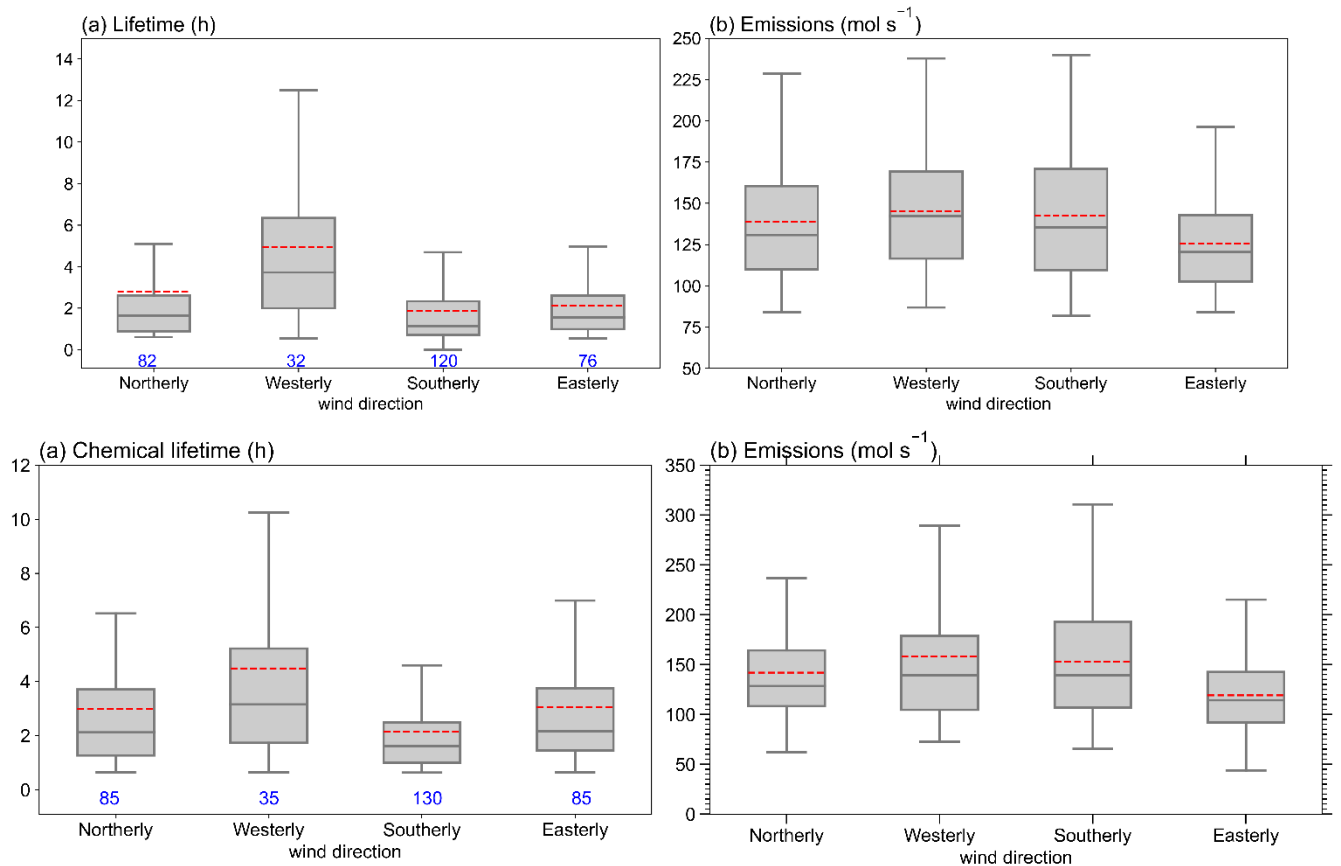 (a) Lifetime (h)
14
12
10
8
6
4
2
0
82 32 120 76
Northerly Westerly Southerly Easterly
wind direction
(b) Emissions (mol s⁻¹)
250
225
200
175
150
125
100
75
50
Northerly Westerly Southerly Easterly
wind direction
(a) Chemical lifetime (h)
12
10
8
6
4
2
0
85 35 130 85
Northerly Westerly Southerly Easterly
wind direction
(b) Emissions (mol s⁻¹)
350
300
250
200
150
100
50
0
Northerly Westerly Southerly Easterly
wind direction